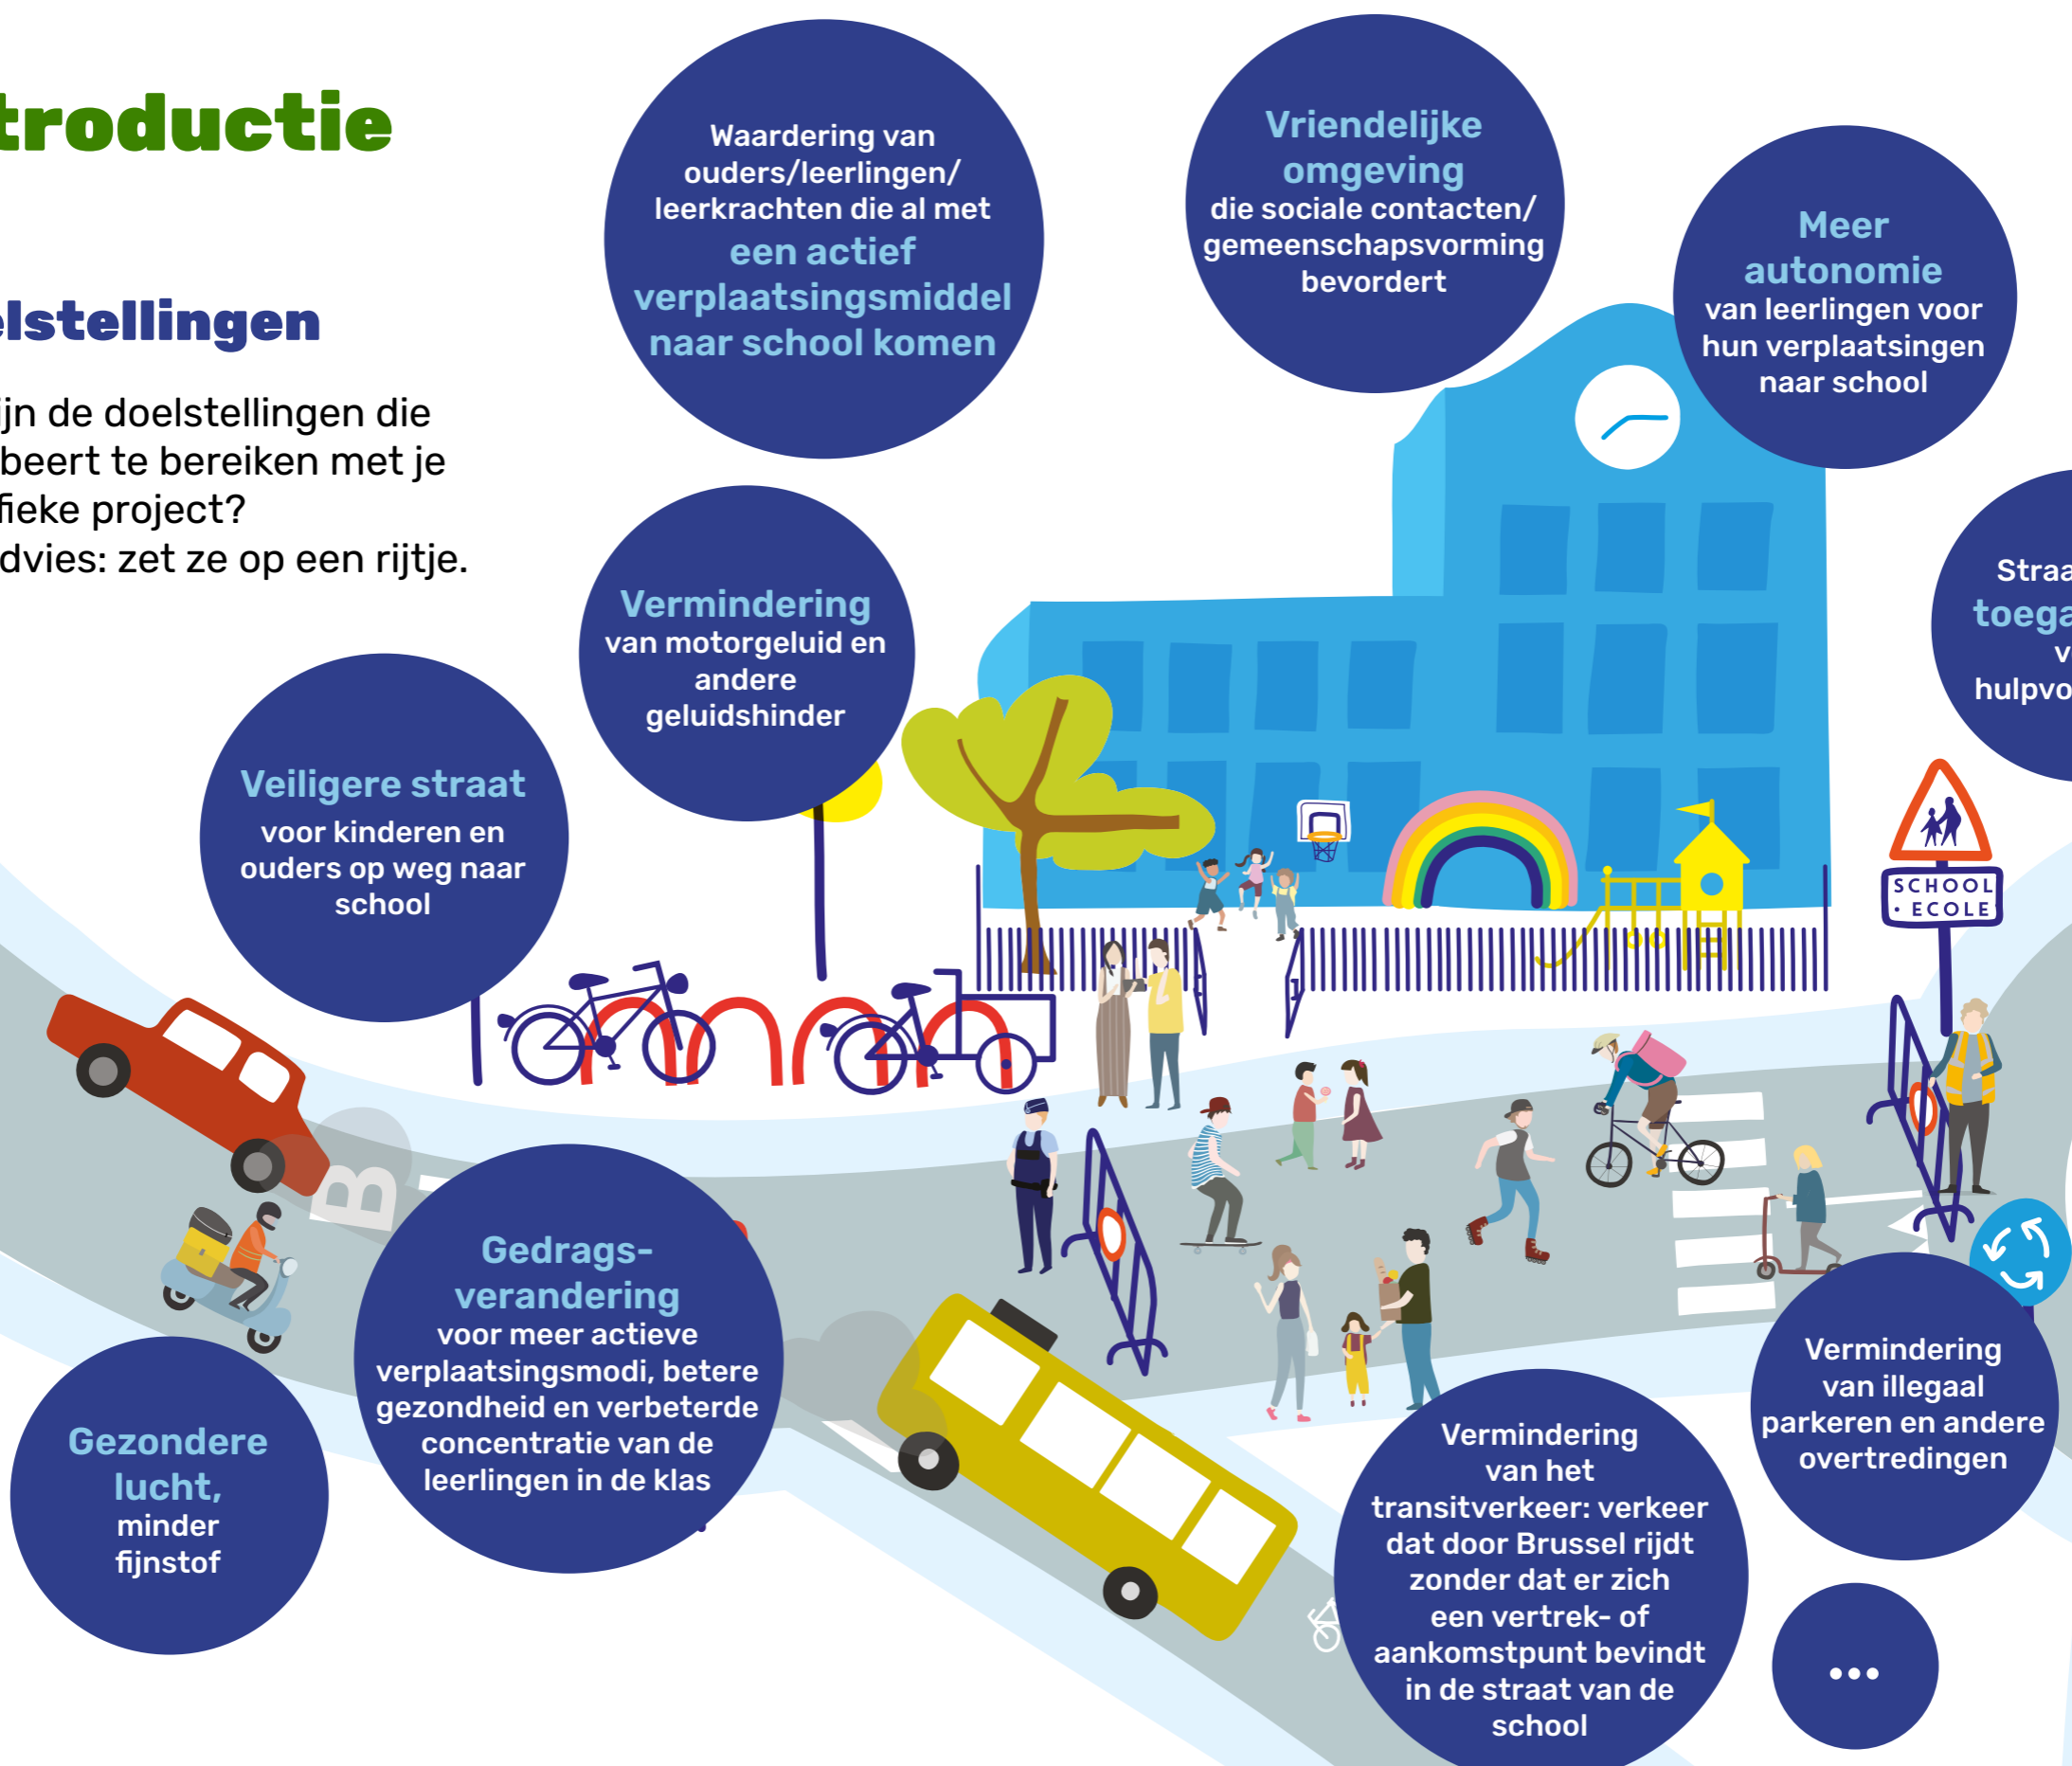 troductie
elstellingen
ijn de doelstellingen die
beert te bereiken met je
fieke project?
dvies: zet ze op een rijtje.
Waardering van
ouders/leerlingen/
leerkrachten die al met
een actief
verplaatsingsmiddel
naar school komen
Vriendelijke
omgeving
die sociale contacten/
gemeenschapsvorming
bevordert
Meer
autonomie
van leerlingen voor
hun verplaatsingen
naar school
Straa
toega
v
hulpvo
Vermindering
van motorgeluid en
andere
geluidshinder
Veiligere straat
voor kinderen en
ouders op weg naar
school
SCHOOL
• ECOLE
B
Gedrags-
verandering
voor meer actieve
verplaatsingsmodi, betere
gezondheid en verbeterde
concentratie van de
leerlingen in de klas
Gezondere
lucht,
minder
fijnstof
Vermindering
van illegaal
parkeren en andere
overtredingen
Vermindering
van het
transitverkeer: verkeer
dat door Brussel rijdt
zonder dat er zich
een vertrek- of
aankomstpunt bevindt
in de straat van de
school
...